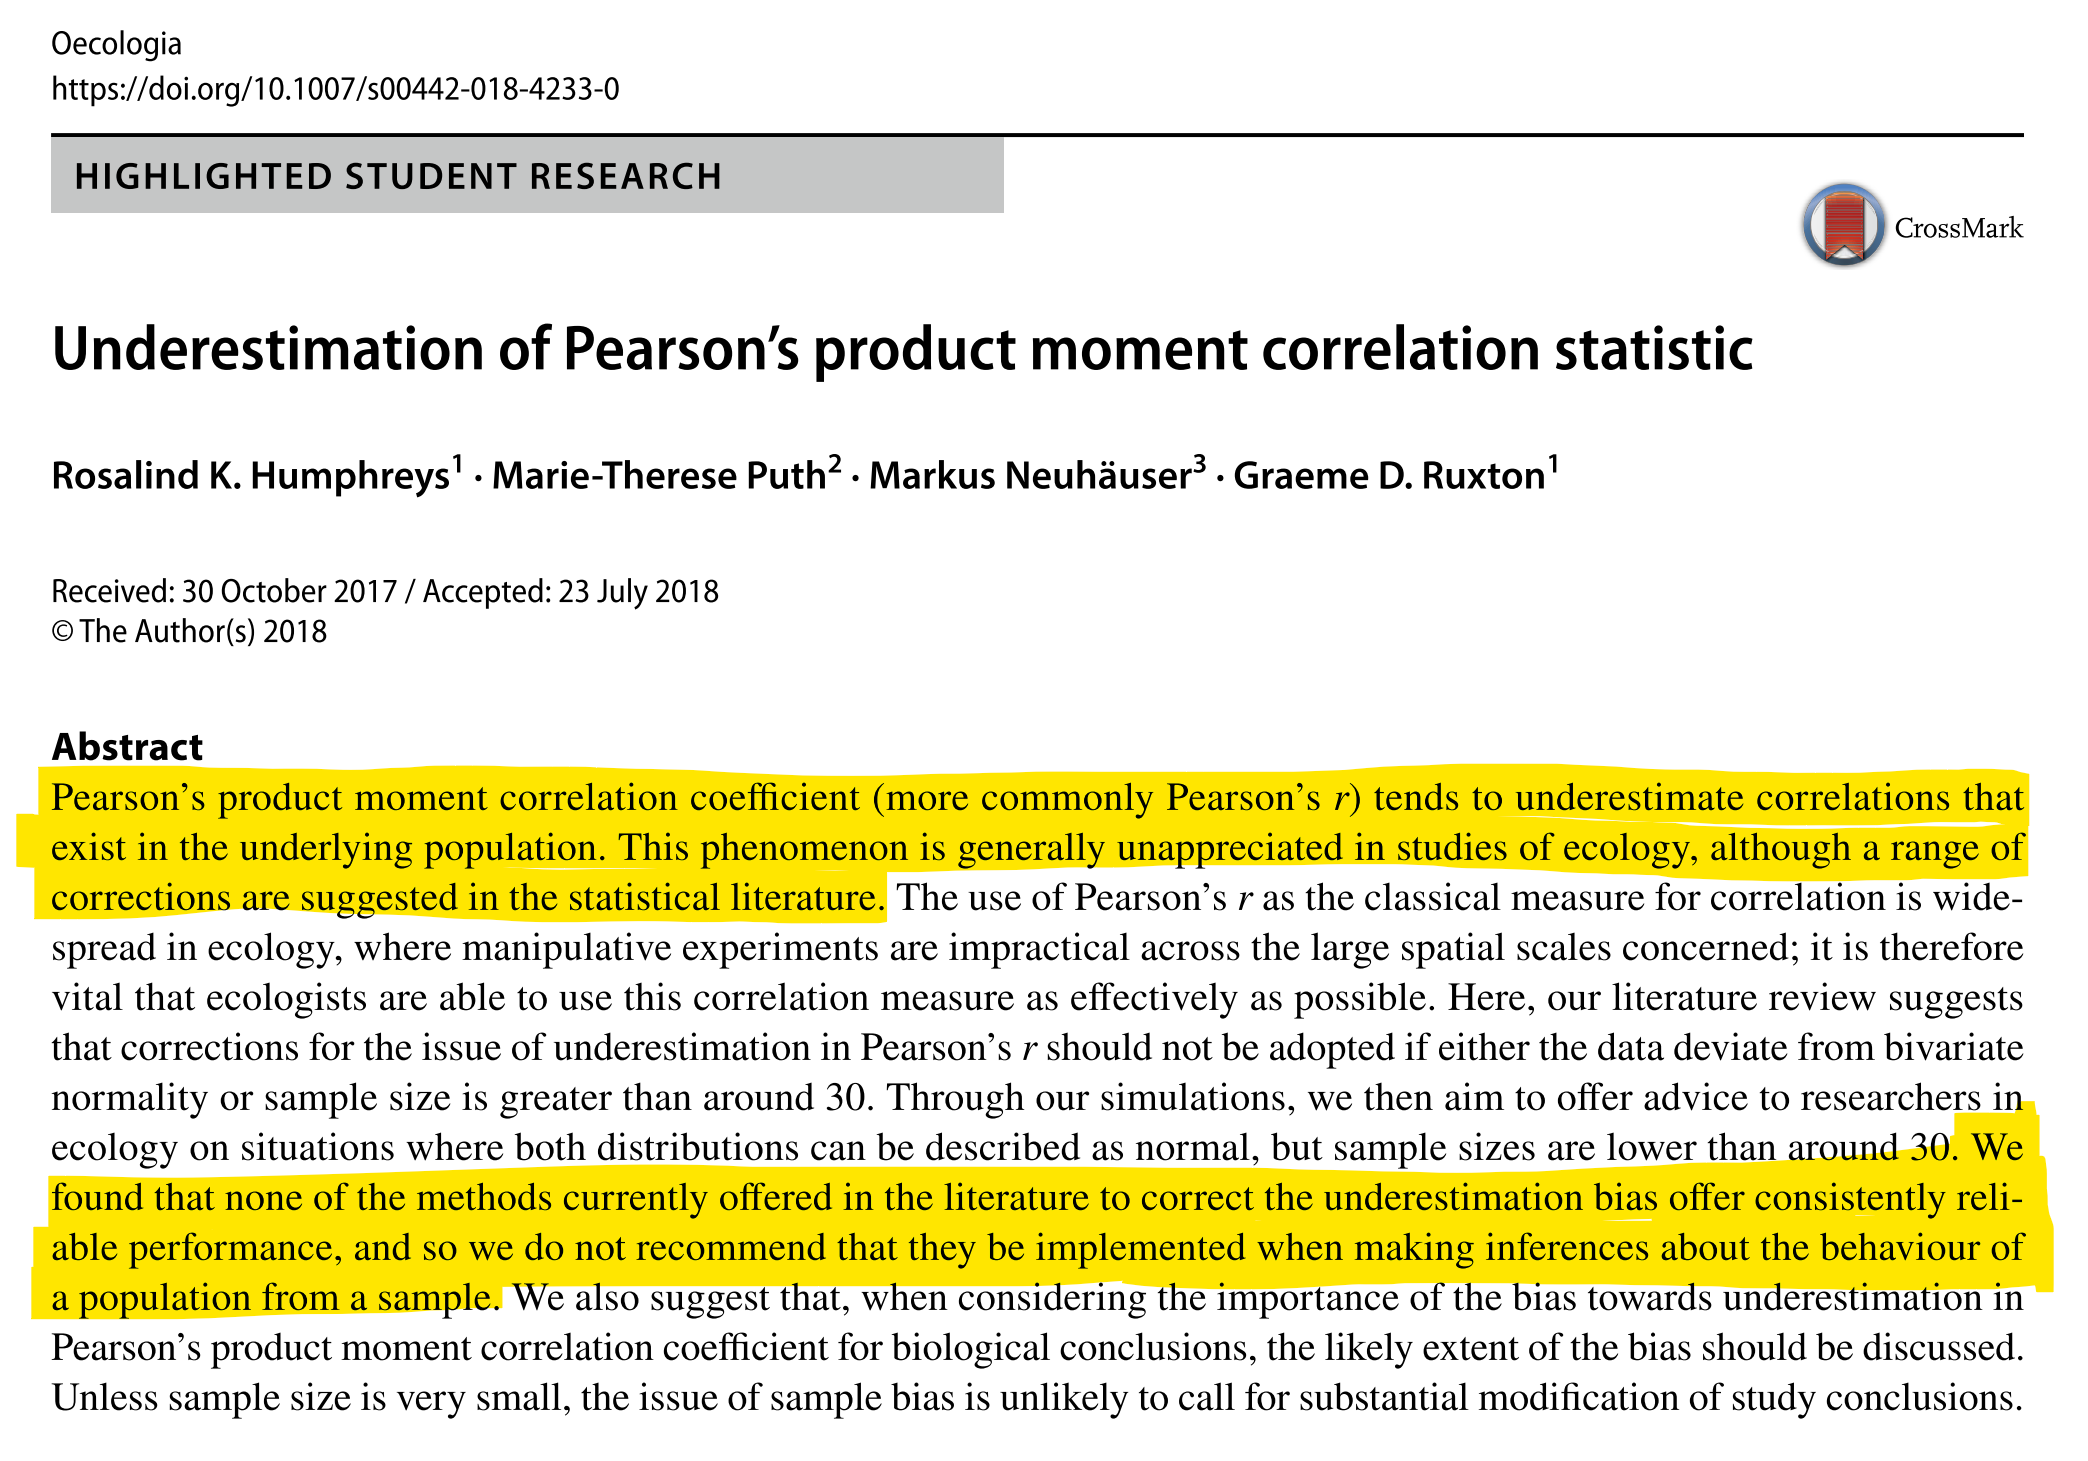 Oecologia
https://doi.org/10.1007/s00442-018-4233-0
HIGHLIGHTED STUDENT RESEARCH
CrossMark
Underestimation of Pearson’s product moment correlation statistic
Rosalind K. Humphreys1 · Marie-Therese Puth2 · Markus Neuhäuser3 · Graeme D. Ruxton1
Received: 30 October 2017 / Accepted: 23 July 2018
© The Author(s) 2018
Abstract
Pearson’s product moment correlation coefficient (more commonly Pearson’s r) tends to underestimate correlations that
exist in the underlying population. This phenomenon is generally unappreciated in studies of ecology, although a range of
corrections are suggested in the statistical literature. The use of Pearson’s r as the classical measure for correlation is wide-
spread in ecology, where manipulative experiments are impractical across the large spatial scales concerned; it is therefore
vital that ecologists are able to use this correlation measure as effectively as possible. Here, our literature review suggests
that corrections for the issue of underestimation in Pearson’s r should not be adopted if either the data deviate from bivariate
normality or sample size is greater than around 30. Through our simulations, we then aim to offer advice to researchers in
ecology on situations where both distributions can be described as normal, but sample sizes are lower than around 30. We
found that none of the methods currently offered in the literature to correct the underestimation bias offer consistently reli-
able performance, and so we do not recommend that they be implemented when making inferences about the behaviour of
a population from a sample. We also suggest that, when considering the importance of the bias towards underestimation in
Pearson’s product moment correlation coefficient for biological conclusions, the likely extent of the bias should be discussed.
Unless sample size is very small, the issue of sample bias is unlikely to call for substantial modification of study conclusions.